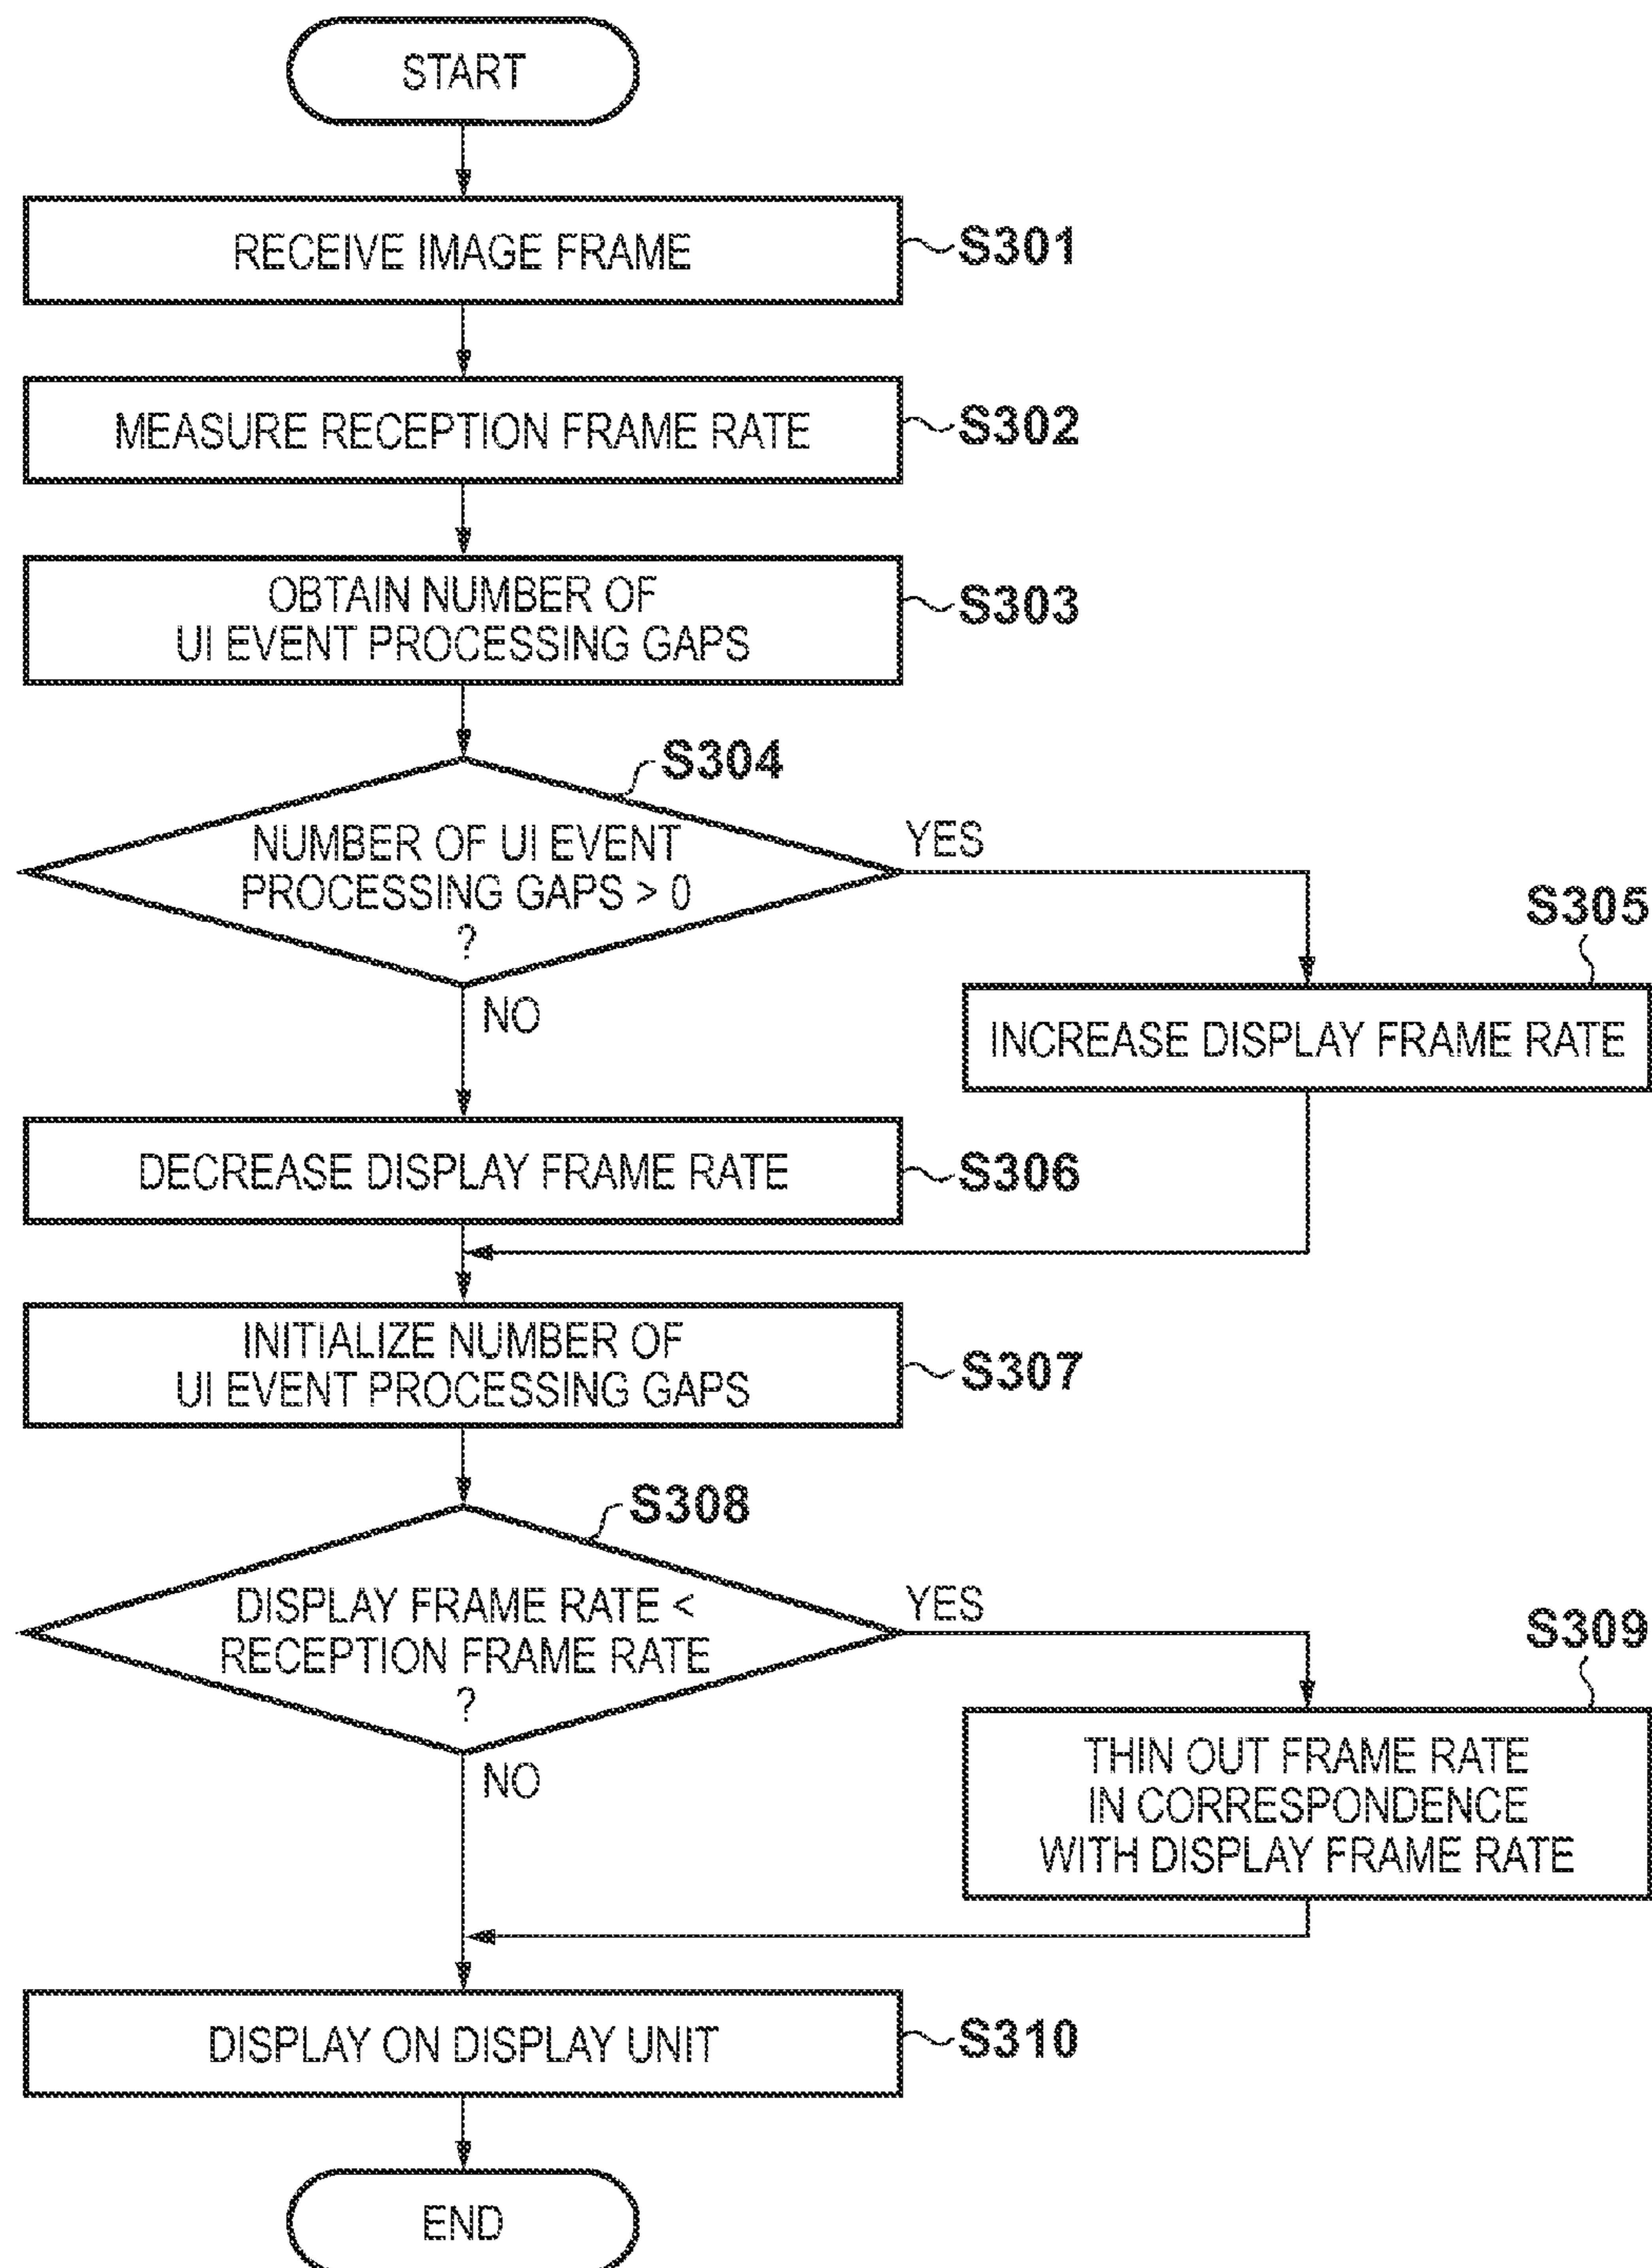 START
RECEIVE IMAGE FRAME
S301
MEASURE RECEPTION FRAME RATE
S302
OBTAIN NUMBER OF
UI EVENT PROCESSING GAPS
S303
S304
NUMBER OF UI EVENT
PROCESSING GAPS > 0
?
YES
NO
S305
INCREASE DISPLAY FRAME RATE
DECREASE DISPLAY FRAME RATE
S306
INITIALIZE NUMBER OF
UI EVENT PROCESSING GAPS
S307
S308
DISPLAY FRAME RATE <
RECEPTION FRAME RATE
?
YES
NO
S309
THIN OUT FRAME RATE
IN CORRESPONDENCE
WITH DISPLAY FRAME RATE
DISPLAY ON DISPLAY UNIT
S310
END